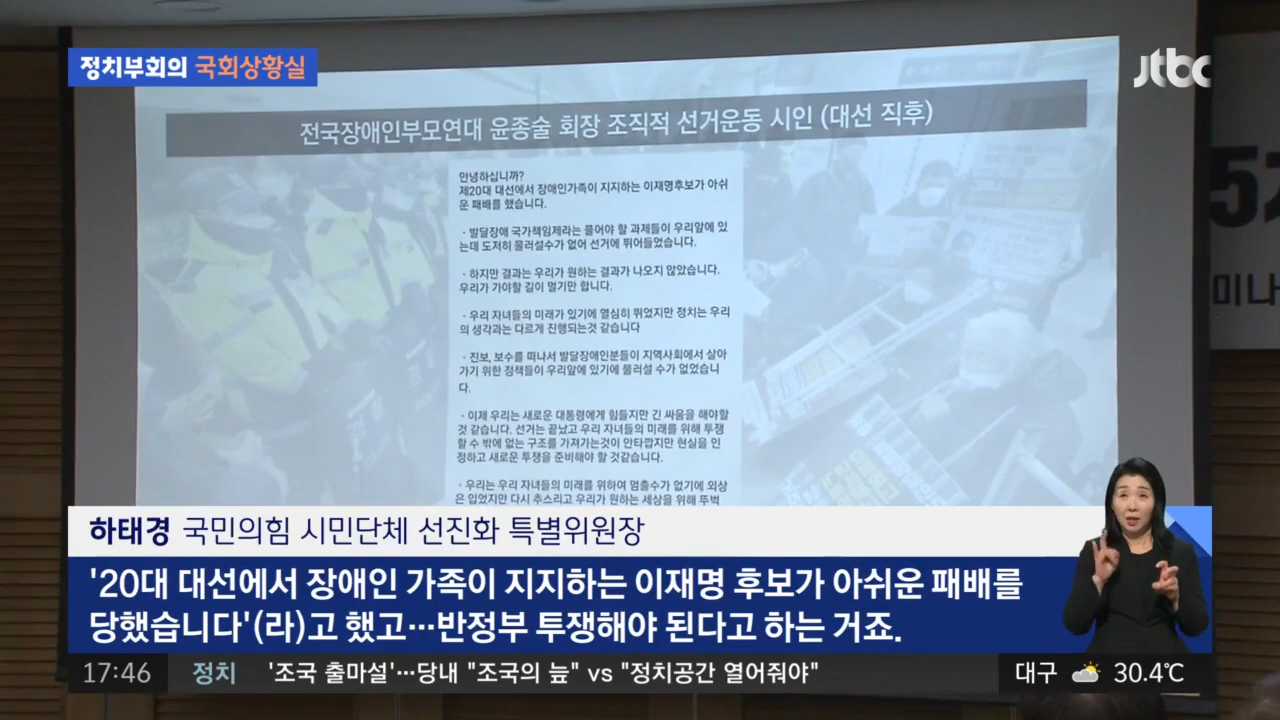 정치부회의 국회상황실
jtbc
전국장애인부모연대 윤종술 회장 조직적 선거운동 시인 (대선 직후)
안녕하십니까?
제20대 대선에서 장애인가족이 지지하는 이재명후보가 아쉬
운 패배를 했습니다.
· 발달장애 국가책임제라는 풀어야 할 과제들이 우리앞에 있
는데 도저히 물러설수가 없어 선거에 뛰어들었습니다.
· 하지만 결과는 우리가 원하는 결과가 나오지 않았습니다.
우리가 가야할 길이 멀기만 합니다.
· 우리 자녀들의 미래가 있기에 열심히 뛰었지만 정치는 우리
의 생각과는 다르게 진행되는것 같습니다
· 진보, 보수를 떠나서 발달장애인분들이 지역사회에서 살아
가기 위한 정책들이 우리앞에 있기에 물러설 수가 없었습니
다.
· 이제 우리는 새로운 대통령에게 힘들지만 긴 싸움을 해야할
것 같습니다. 선거는 끝났고 우리 자녀들의 미래를 위해 투쟁
할 수 밖에 없는 구조를 가져가는것이 안타깝지만 현실을 인
정하고 새로운 투쟁을 준비해야 할 것같습니다.
· 우리는 우리 자녀들의 미래를 위하여 멈출수가 없기에 외상
은 입었지만 다시 추스리고 우리가 원하는 세상을 위해 뚜벅
5
미나
하태경 국민의힘 시민단체 선진화 특별위원장
'20대 대선에서 장애인 가족이 지지하는 이재명 후보가 아쉬운 패배를
당했습니다'(라)고 했고…반정부 투쟁해야 된다고 하는 거죠.
17:46 정치 '조국 출마설'…당내 "조국의 늪" vs "정치공간 열어줘야" 대구 30.4℃